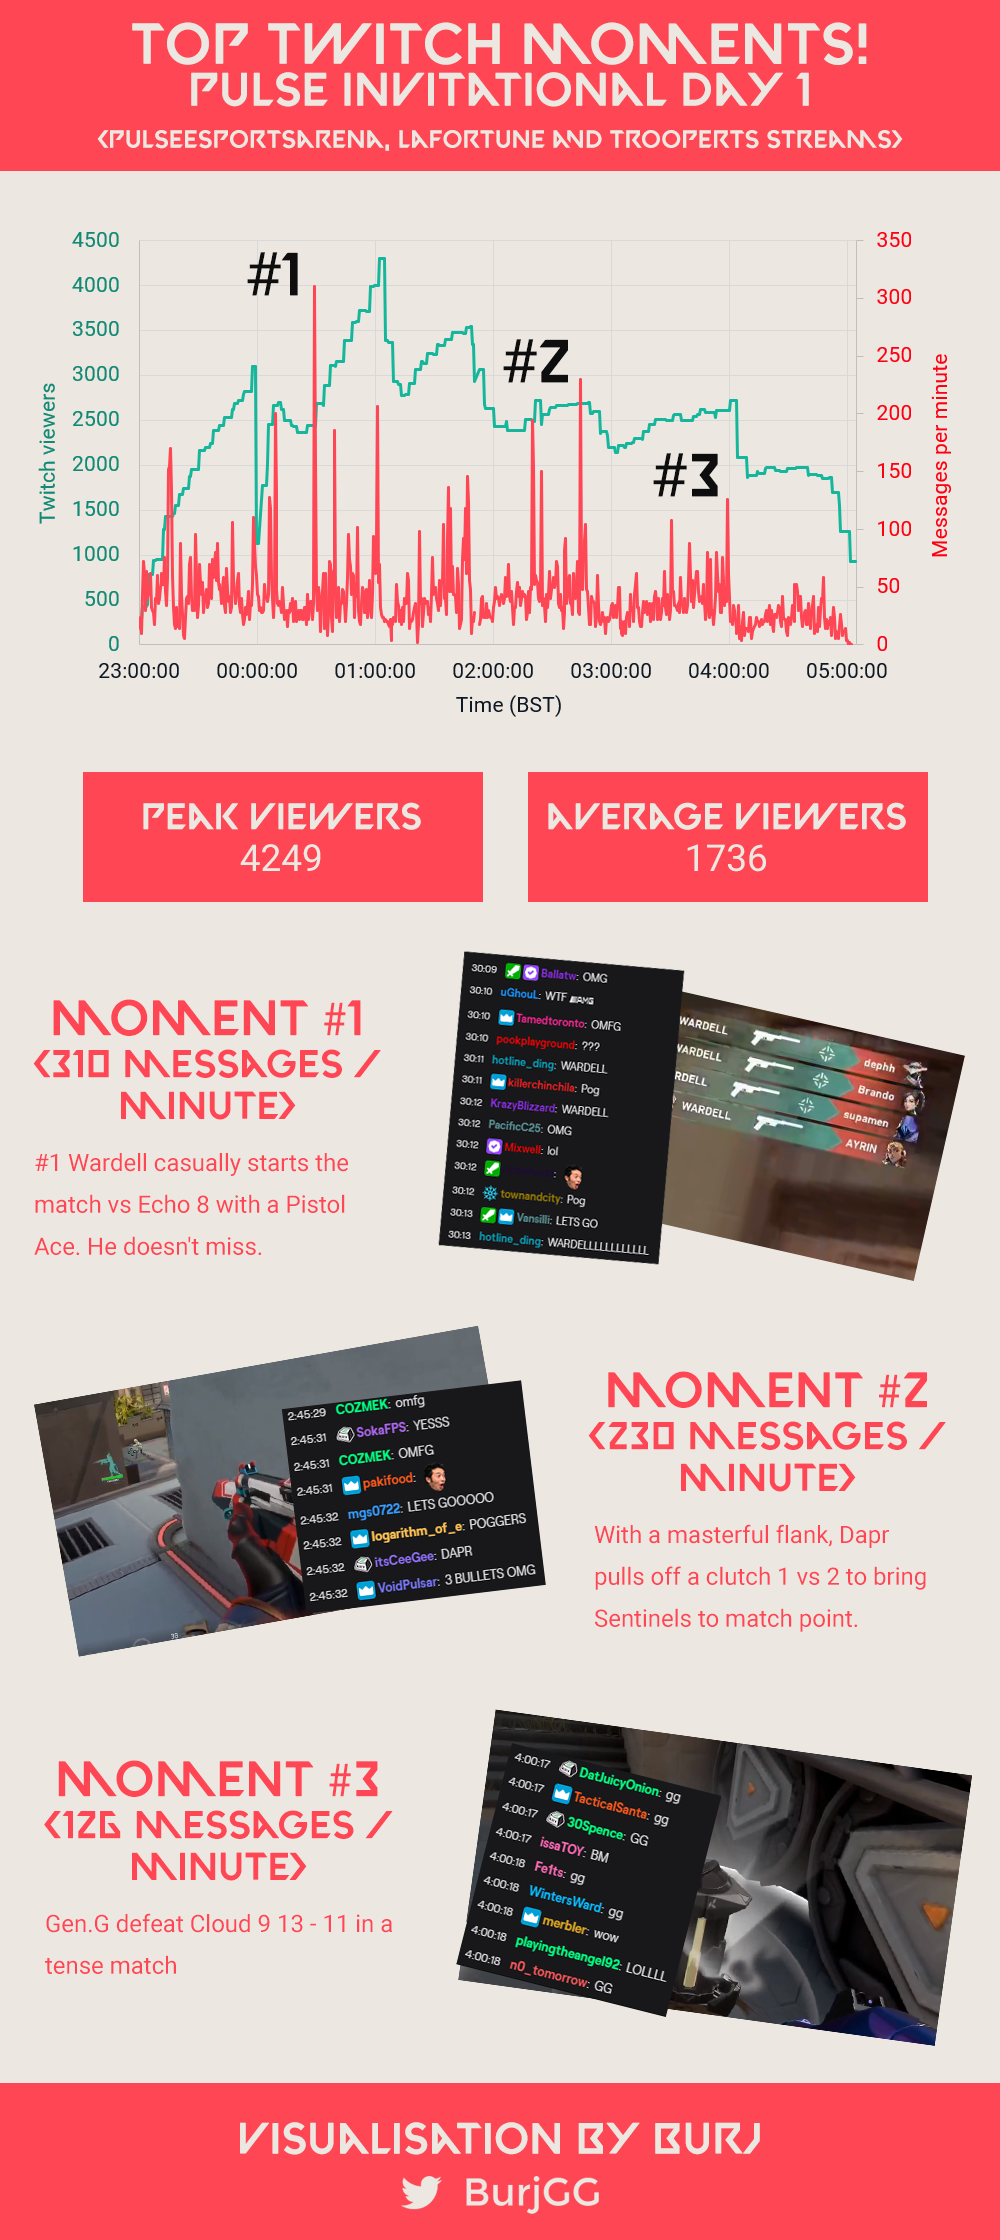 TOP TWITCH MOMENTS!
PULSE INVITATIONAL DAY 1
<PULSEESPORTSARENA, LAFORTUNE AND TROOPERTS STREAMS>
4500
4000
3500
3000
2500
2000
1500
1000
500
0
Twitch viewers
#1
#2
#3
350
300
250
200
150
100
50
0
Messages per minute
23:00:00 00:00:00 01:00:00 02:00:00 03:00:00 04:00:00 05:00:00
Time (BST)
PEAK VIEWERS
4249
AVERAGE VIEWERS
1736
MOMENT #1
<310 MESSAGES /
MINUTE>
#1 Wardell casually starts the
match vs Echo 8 with a Pistol
Ace. He doesn't miss.
30:09 Ballatw: OMG
30:10 uGhouL: WTF
30:10 Tamedtoronto: OMFG
30:10 pookplayground: ???
30:11 hotline_ding: WARDELL
30:11 killerchinchila: Pog
30:12 KrazyBlizzard: WARDELL
30:12 PacificC25: OMG
30:12 Mixwell: lol
30:12
30:12 townandcity: Pog
30:13 Vansilli: LETS GO
30:13 hotline_ding: WARDELLLLLLLLLLLL
WARDELL dephh
WARDELL Brando
RDELL supamen
WARDELL AYRIN
MOMENT #2
<230 MESSAGES /
MINUTE>
With a masterful flank, Dapr
pulls off a clutch 1 vs 2 to bring
Sentinels to match point.
2:45:29 COZMEK: omfg
2:45:31 SokaFPS: YESSS
2:45:31 COZMEK: OMFG
2:45:31 pakifood:
2:45:32 mgs0722: LETS GOOOOO
2:45:32 logarithm_of_e: POGGERS
2:45:32 itsCeeGee: DAPR
2:45:32 VoidPulsar: 3 BULLETS OMG
MOMENT #3
<126 MESSAGES /
MINUTE>
Gen.G defeat Cloud 9 13 - 11 in a
tense match
4:00:17 DatJuicyOnion: gg
4:00:17 TacticalSanta: gg
4:00:17 30Spence: GG
4:00:17 issaTOY: BM
4:00:18 Fe1ts: gg
4:00:18 WintersWard: gg
4:00:18 merbler: wow
4:00:18 playingtheangel92: LOLLLL
4:00:18 n0_tomorrow: GG
VISUALISATION BY BURJ
BurjGG